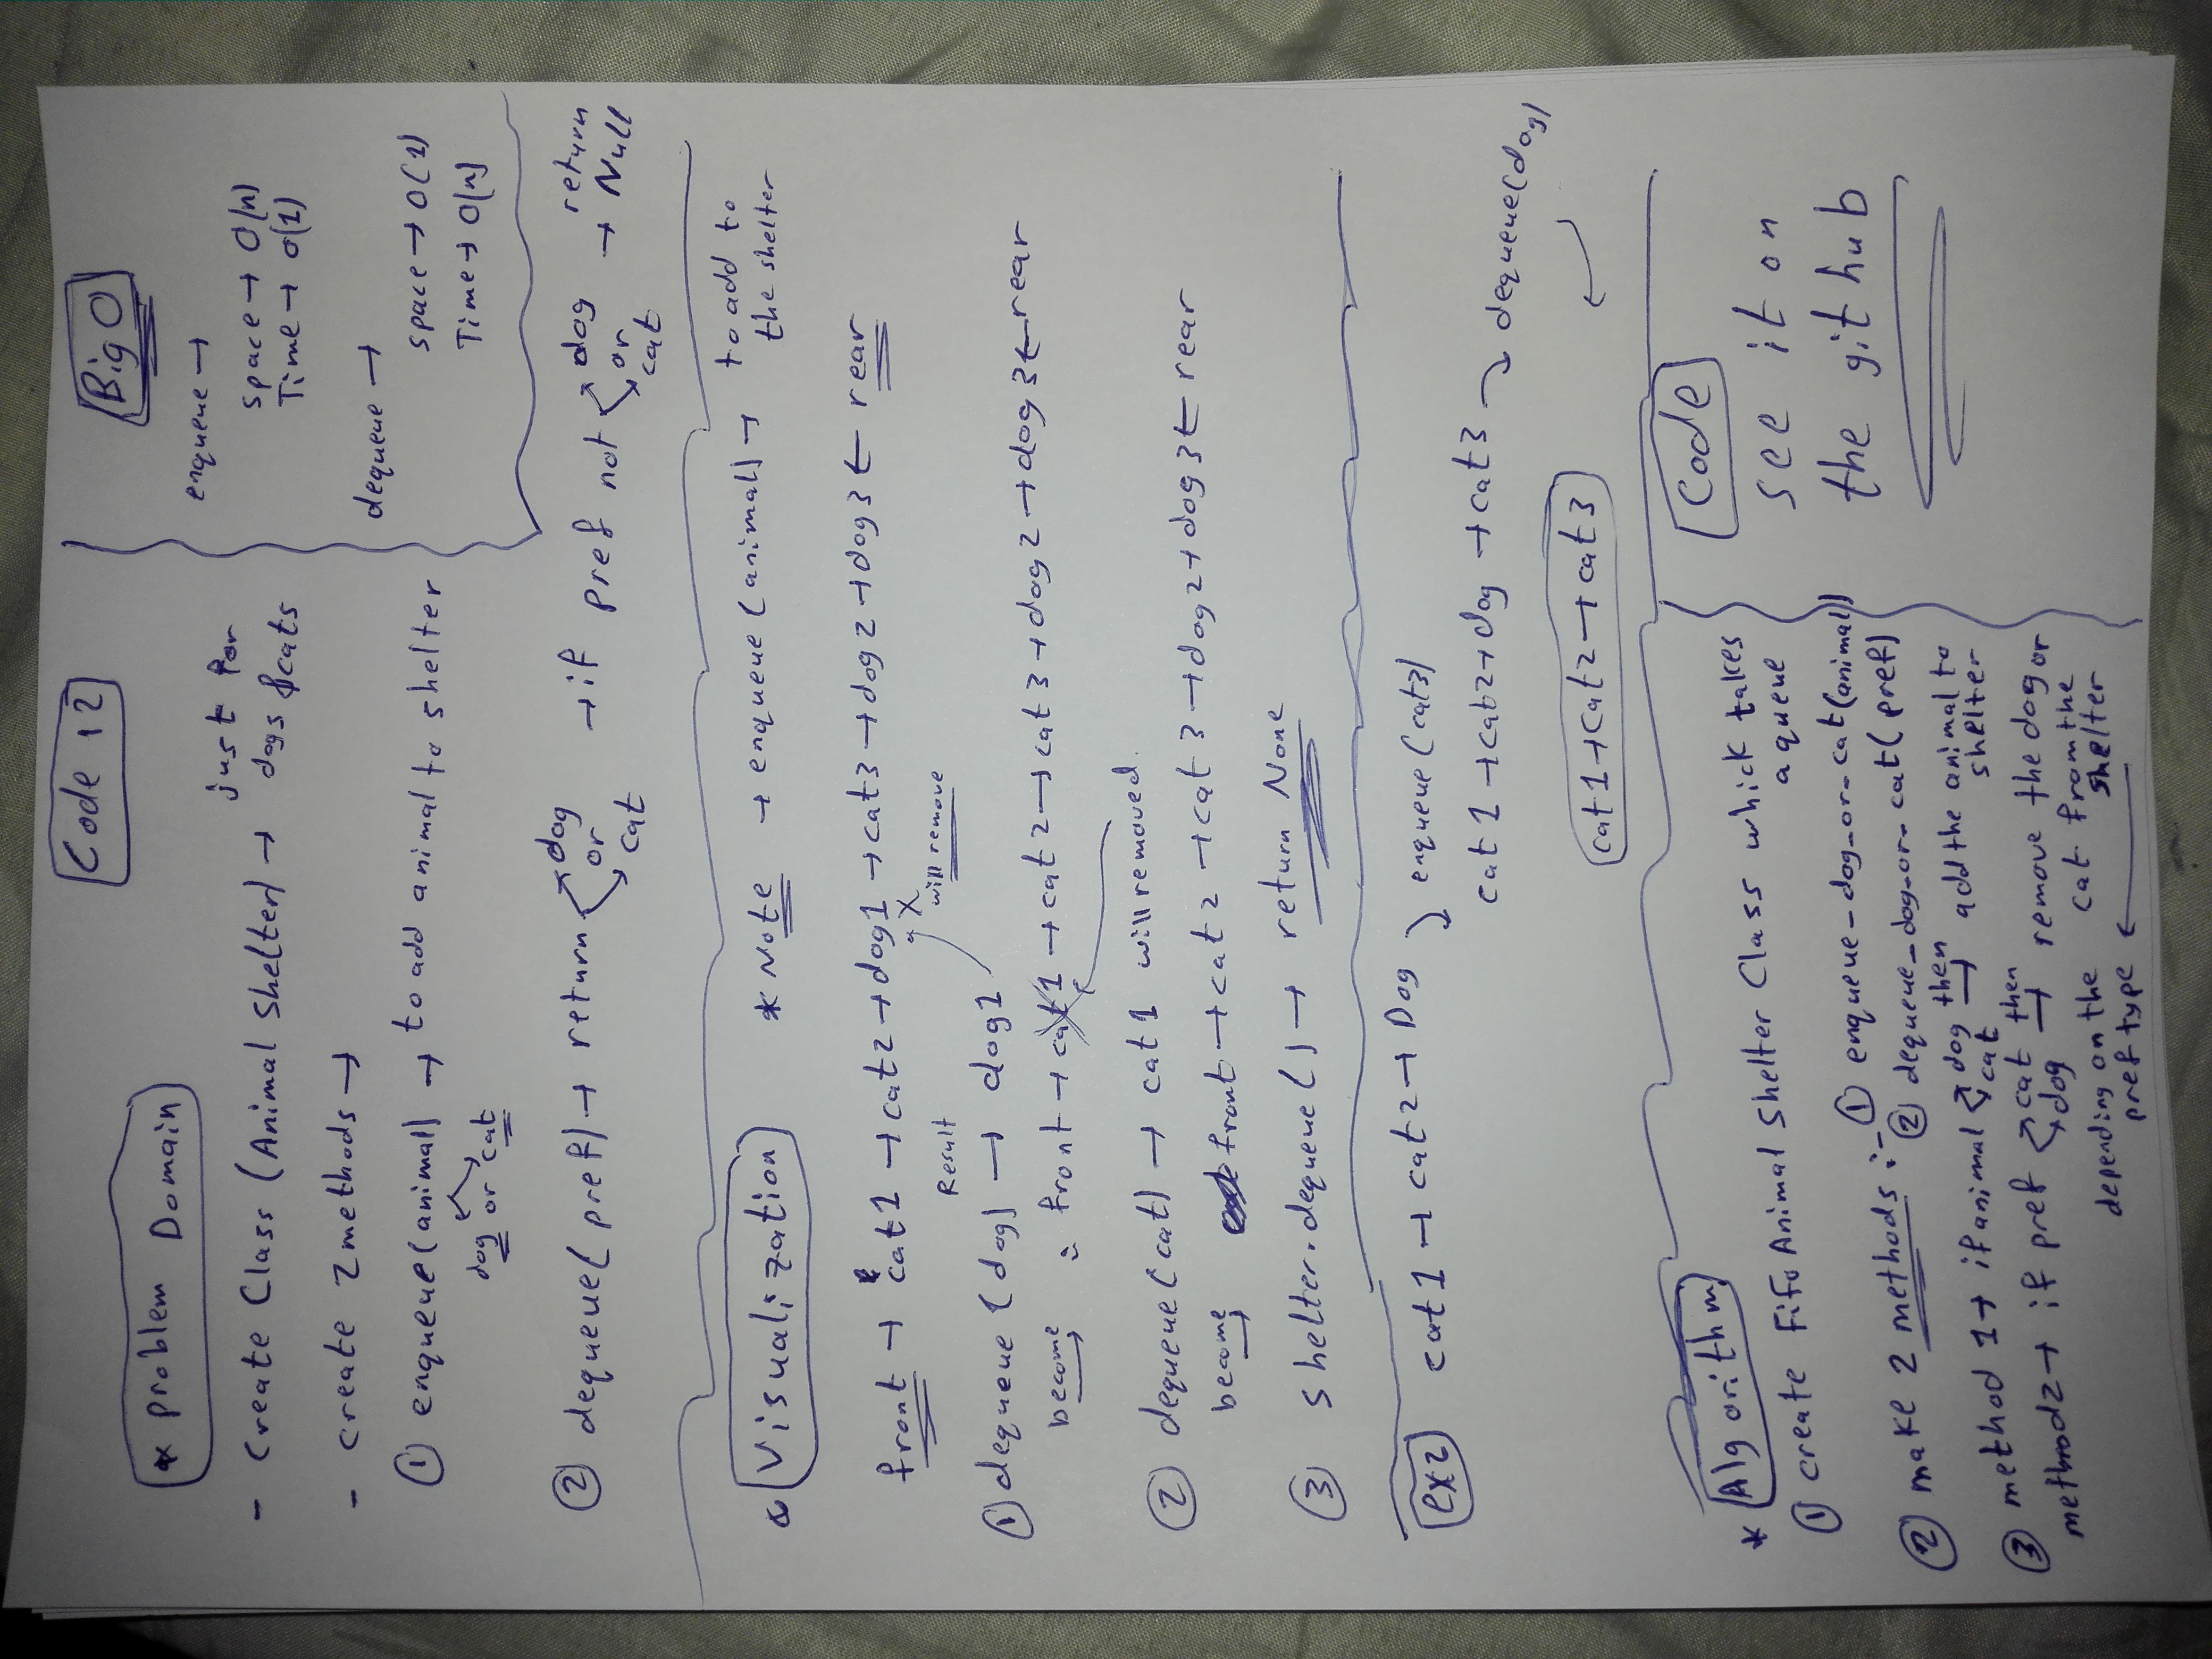 Code 12
* Problem Domain
- Create Class (Animal Shelter) → just for dogs & cats
- create 2 methods →
① enqueue(animal) → to add animal to shelter
dog or cat
② dequeue(pref) → return dog or cat → if pref not dog or cat → return Null
Big O
enqueue →
space → O(n)
Time → O(1)
dequeue →
space → O(1)
Time → O(n)
Visualization
* Note → enqueue(animal) → to add to the shelter
front → cat1 → cat2 → dog1 → cat3 → dog2 → dog3 ← rear
X will remove
Result
① dequeue(dog) → dog1
become : front → cat1 → cat2 → cat3 → dog2 → dog3 ← rear
② dequeue(cat) → cat1 will removed
become front → cat2 → cat3 → dog2 → dog3 ← rear
③ shelter.dequeue() → return None
ex2
cat1 → cat2 → Dog enqueue(cat3)
cat1 → cab2 → dog → cat3 dequeue(dog)
cat1 → cat2 → cat3
* Algorithm
① create Fifo Animal Shelter Class whick takes a queue
② make 2 methods :- ① enqueue_dog_or_cat(animal)
② dequeue_dog_or_cat(pref)
③ method 1 → if animal dog cat then → add the animal to shelter
method2 → if pref cat dog then → remove the dog or cat from the shelter
depending on the pref type
Code
see it on
the github